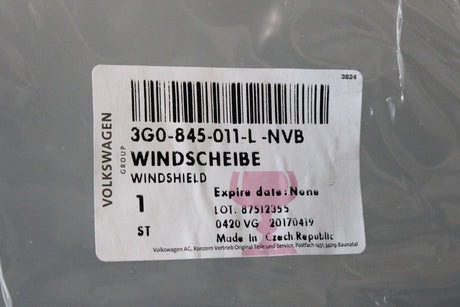 3824
VOLKSWAGEN
GROUP
3G0-845-011-L -NVB
WINDSCHEIBE
WINDSHIELD
1
ST
Expire date: None
LOT: 87512355
0420 VG 20170419
Made in Czech Republic
Volkswagen AG, Konzern Vertrieb Original Teile und Service, Postfach 1451, 34219 Baunatal